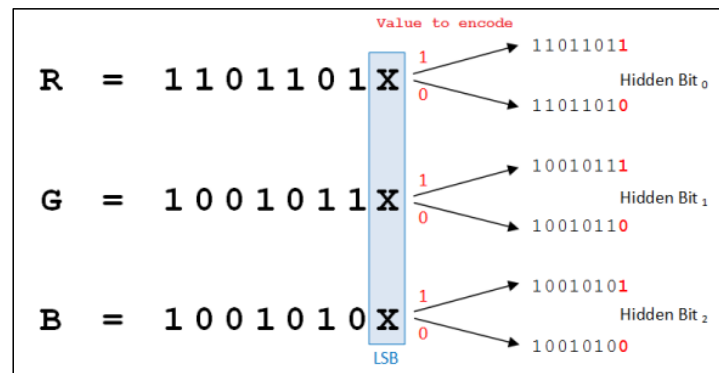 Value to encode
1
11011011
R = 1101101X
Hidden Bit 0
0
11011010
1
10010111
G = 1001011X
Hidden Bit 1
0
10010110
1
10010101
B = 1001010X
Hidden Bit 2
0
10010100
LSB